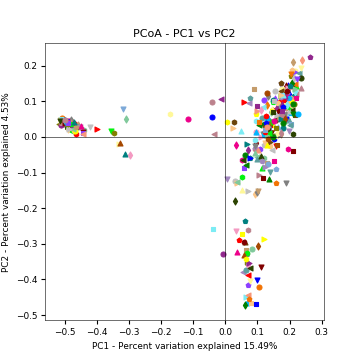 PCoA - PC1 vs PC2
PC2 - Percent variation explained 4.53%
0.2
0.1
0.0
−0.1
−0.2
−0.3
−0.4
−0.5
−0.5 −0.4 −0.3 −0.2 −0.1 0.0 0.1 0.2 0.3
PC1 - Percent variation explained 15.49%